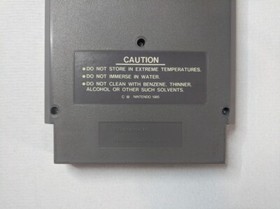 CAUTION
●DO NOT STORE IN EXTREME TEMPERATURES.
●DO NOT IMMERSE IN WATER.
●DO NOT CLEAN WITH BENZENE, THINNER,
ALCOHOL OR OTHER SUCH SOLVENTS.
NINTENDO